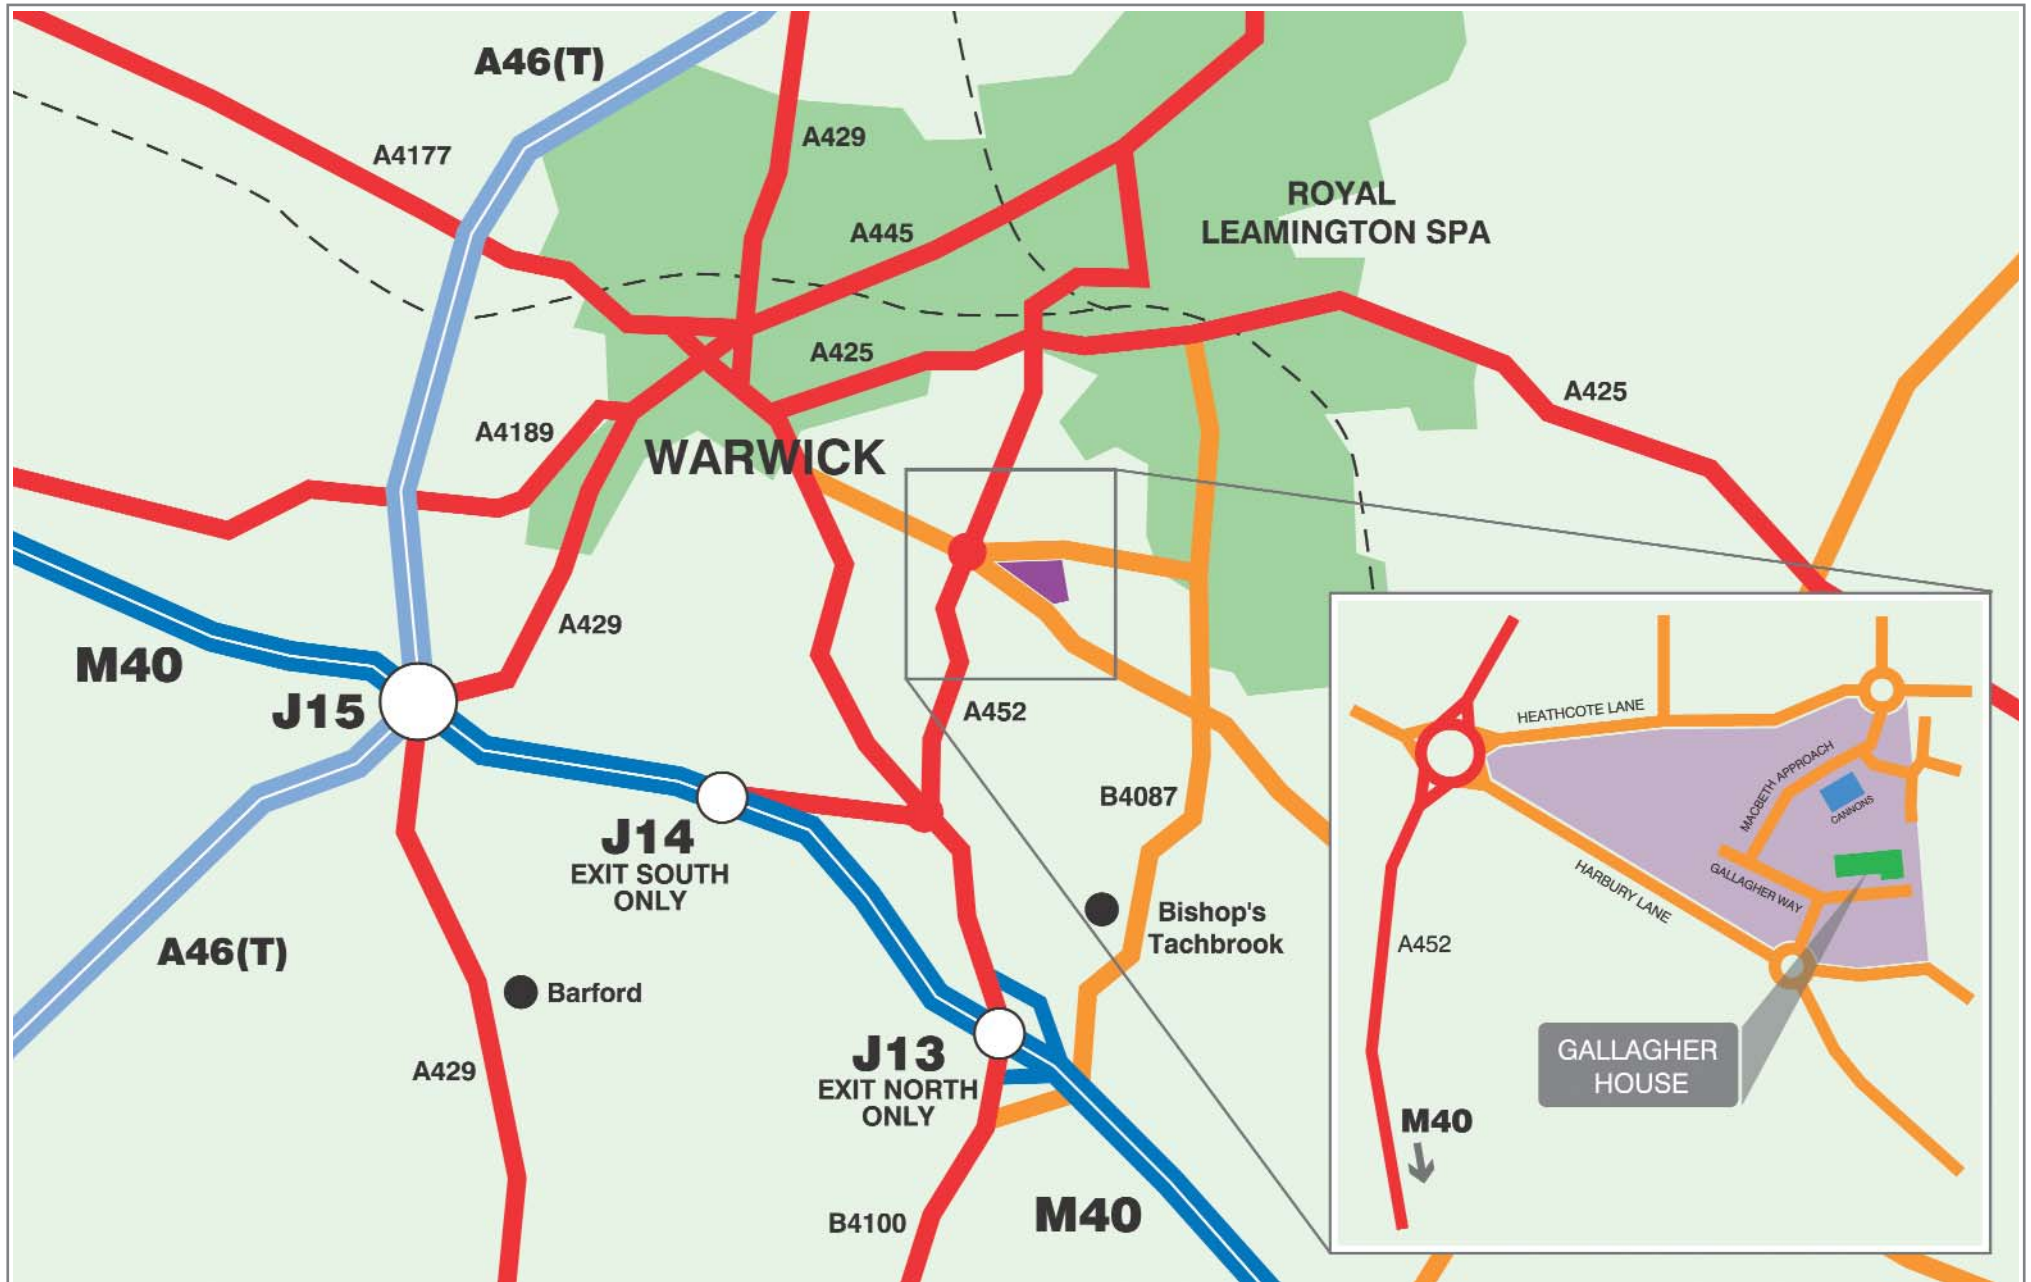 A46(T)
A4177
A429
A445
ROYAL
LEAMINGTON SPA
A425
A425
A4189
WARWICK
A429
M40
J15
A452
J14
EXIT SOUTH
ONLY
B4087
Bishop's
Tachbrook
A46(T)
Barford
A429
J13
EXIT NORTH
ONLY
B4100
M40
HEATHCOTE LANE
MACBETH APPROACH
CANNONS
GALLAGHER WAY
HARBURY LANE
A452
GALLAGHER
HOUSE
M40